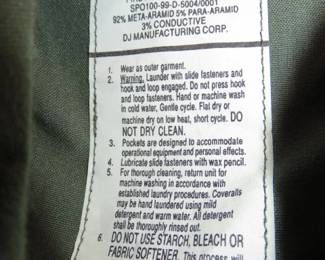 SPO100-99-D-5004/0001
92% META-ARAMID 5% PARA-ARAMID
3% CONDUCTIVE
DJ MANUFACTURING CORP.
1. Wear as outer garment.
2. Warning. Launder with slide fasteners and
hook and loop engaged. Do not press hook
and loop fasteners. Hand or machine wash
in cold water, Gentle cycle. Flat dry or
machine dry on low heat, short cycle. DO
NOT DRY CLEAN.
3. Pockets are designed to accommodate
operational equipment and personal effects.
4. Lubricate slide fasteners with wax pencil.
5. For thorough cleaning, return unit for
machine washing in accordance with
established laundry procedures. Coveralls
may be hand laundered using mild
detergent and warm water. All detergent
shall be thoroughly rinsed out.
6. DO NOT USE STARCH, BLEACH OR
FABRIC SOFTENER. This process will